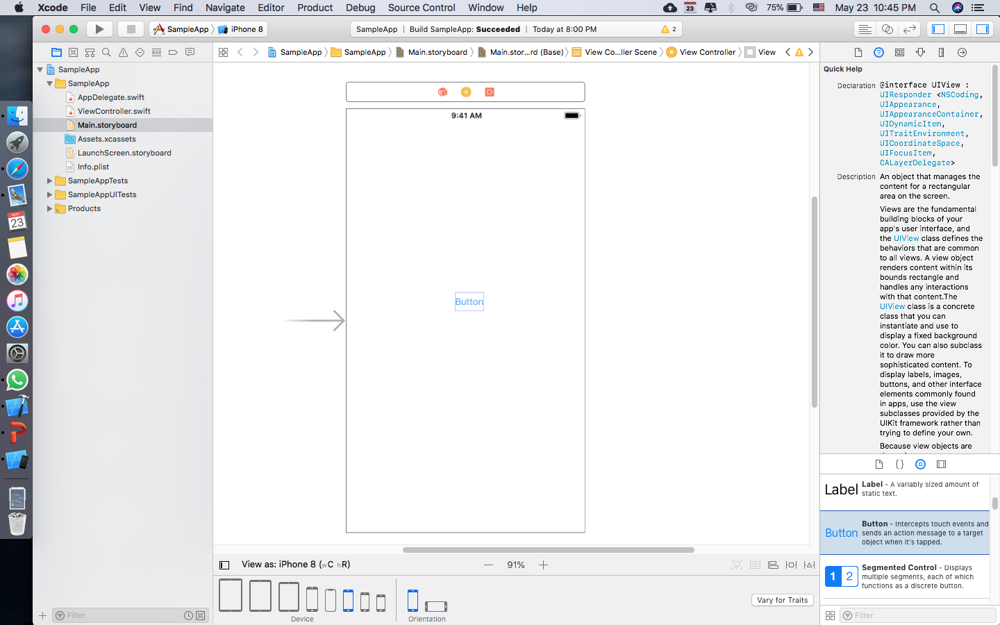 Xcode File Edit View Find Navigate Editor Product Debug Source Control Window Help 23 75% May 23 10:45 PM
SampleApp iPhone 8 SampleApp | Build SampleApp: Succeeded | Today at 8:00 PM 2
SampleApp SampleApp Main.storyboard Main.stor...rd (Base) View Co...ller Scene View Controller View
SampleApp
SampleApp
AppDelegate.swift
ViewController.swift
Main.storyboard
Assets.xcassets
LaunchScreen.storyboard
Info.plist
SampleAppTests
SampleAppUITests
Products
Filter
MAY
23
9:41 AM
Button
View as: iPhone 8 (wC hR)
91%
Device
Orientation
Vary for Traits
Quick Help
Declaration @interface UIView :
UIResponder <NSCoding,
UIAppearance,
UIAppearanceContainer,
UIDynamicItem,
UITraitEnvironment,
UICoordinateSpace,
UIFocusItem,
CALayerDelegate>
Description An object that manages the
content for a rectangular
area on the screen.
Views are the fundamental
building blocks of your
app's user interface, and
the UIView class defines the
behaviors that are common
to all views. A view object
renders content within its
bounds rectangle and
handles any interactions
with that content.The
UIView class is a concrete
class that you can
instantiate and use to
display a fixed background
color. You can also subclass
it to draw more
sophisticated content. To
display labels, images,
buttons, and other interface
elements commonly found
in apps, use the view
subclasses provided by the
UIKit framework rather than
trying to define your own.
Because view objects are
{ }
Label Label - A variably sized amount of
static text.
Button Button - Intercepts touch events and
sends an action message to a target
object when it's tapped.
1 2 Segmented Control - Displays
multiple segments, each of which
functions as a discrete button.
Filter